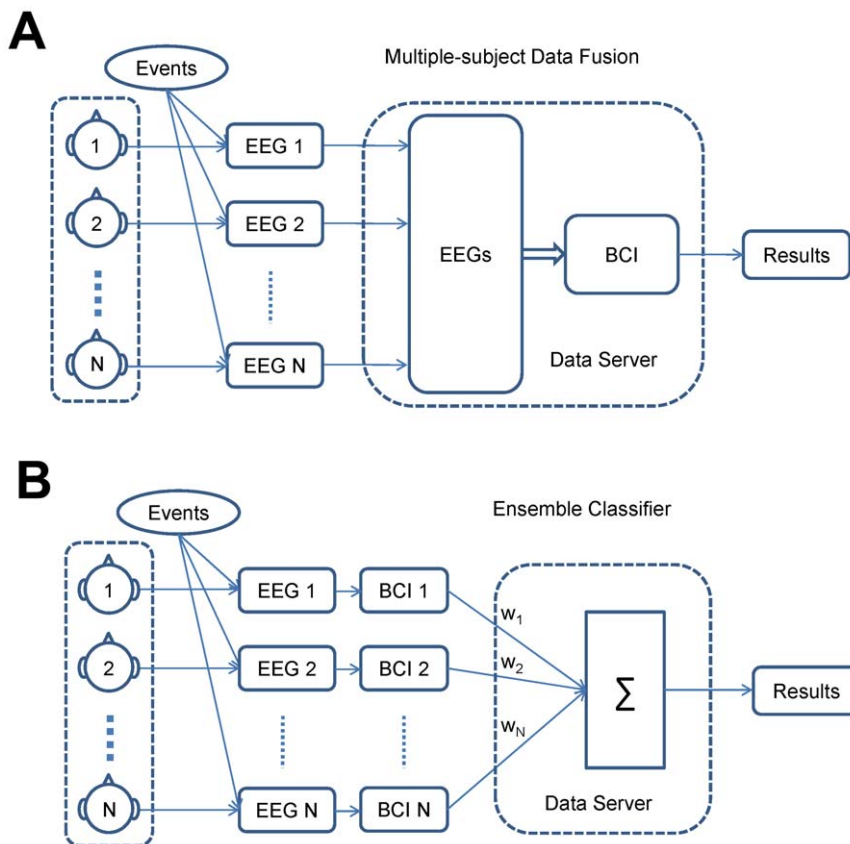 A
Events
Multiple-subject Data Fusion
1
EEG 1
2
EEG 2
EEGs
BCI
Results
N
EEG N
Data Server
B
Events
Ensemble Classifier
1
EEG 1
BCI 1
w₁
2
EEG 2
BCI 2
w₂
Σ
Results
w_N
N
EEG N
BCI N
Data Server